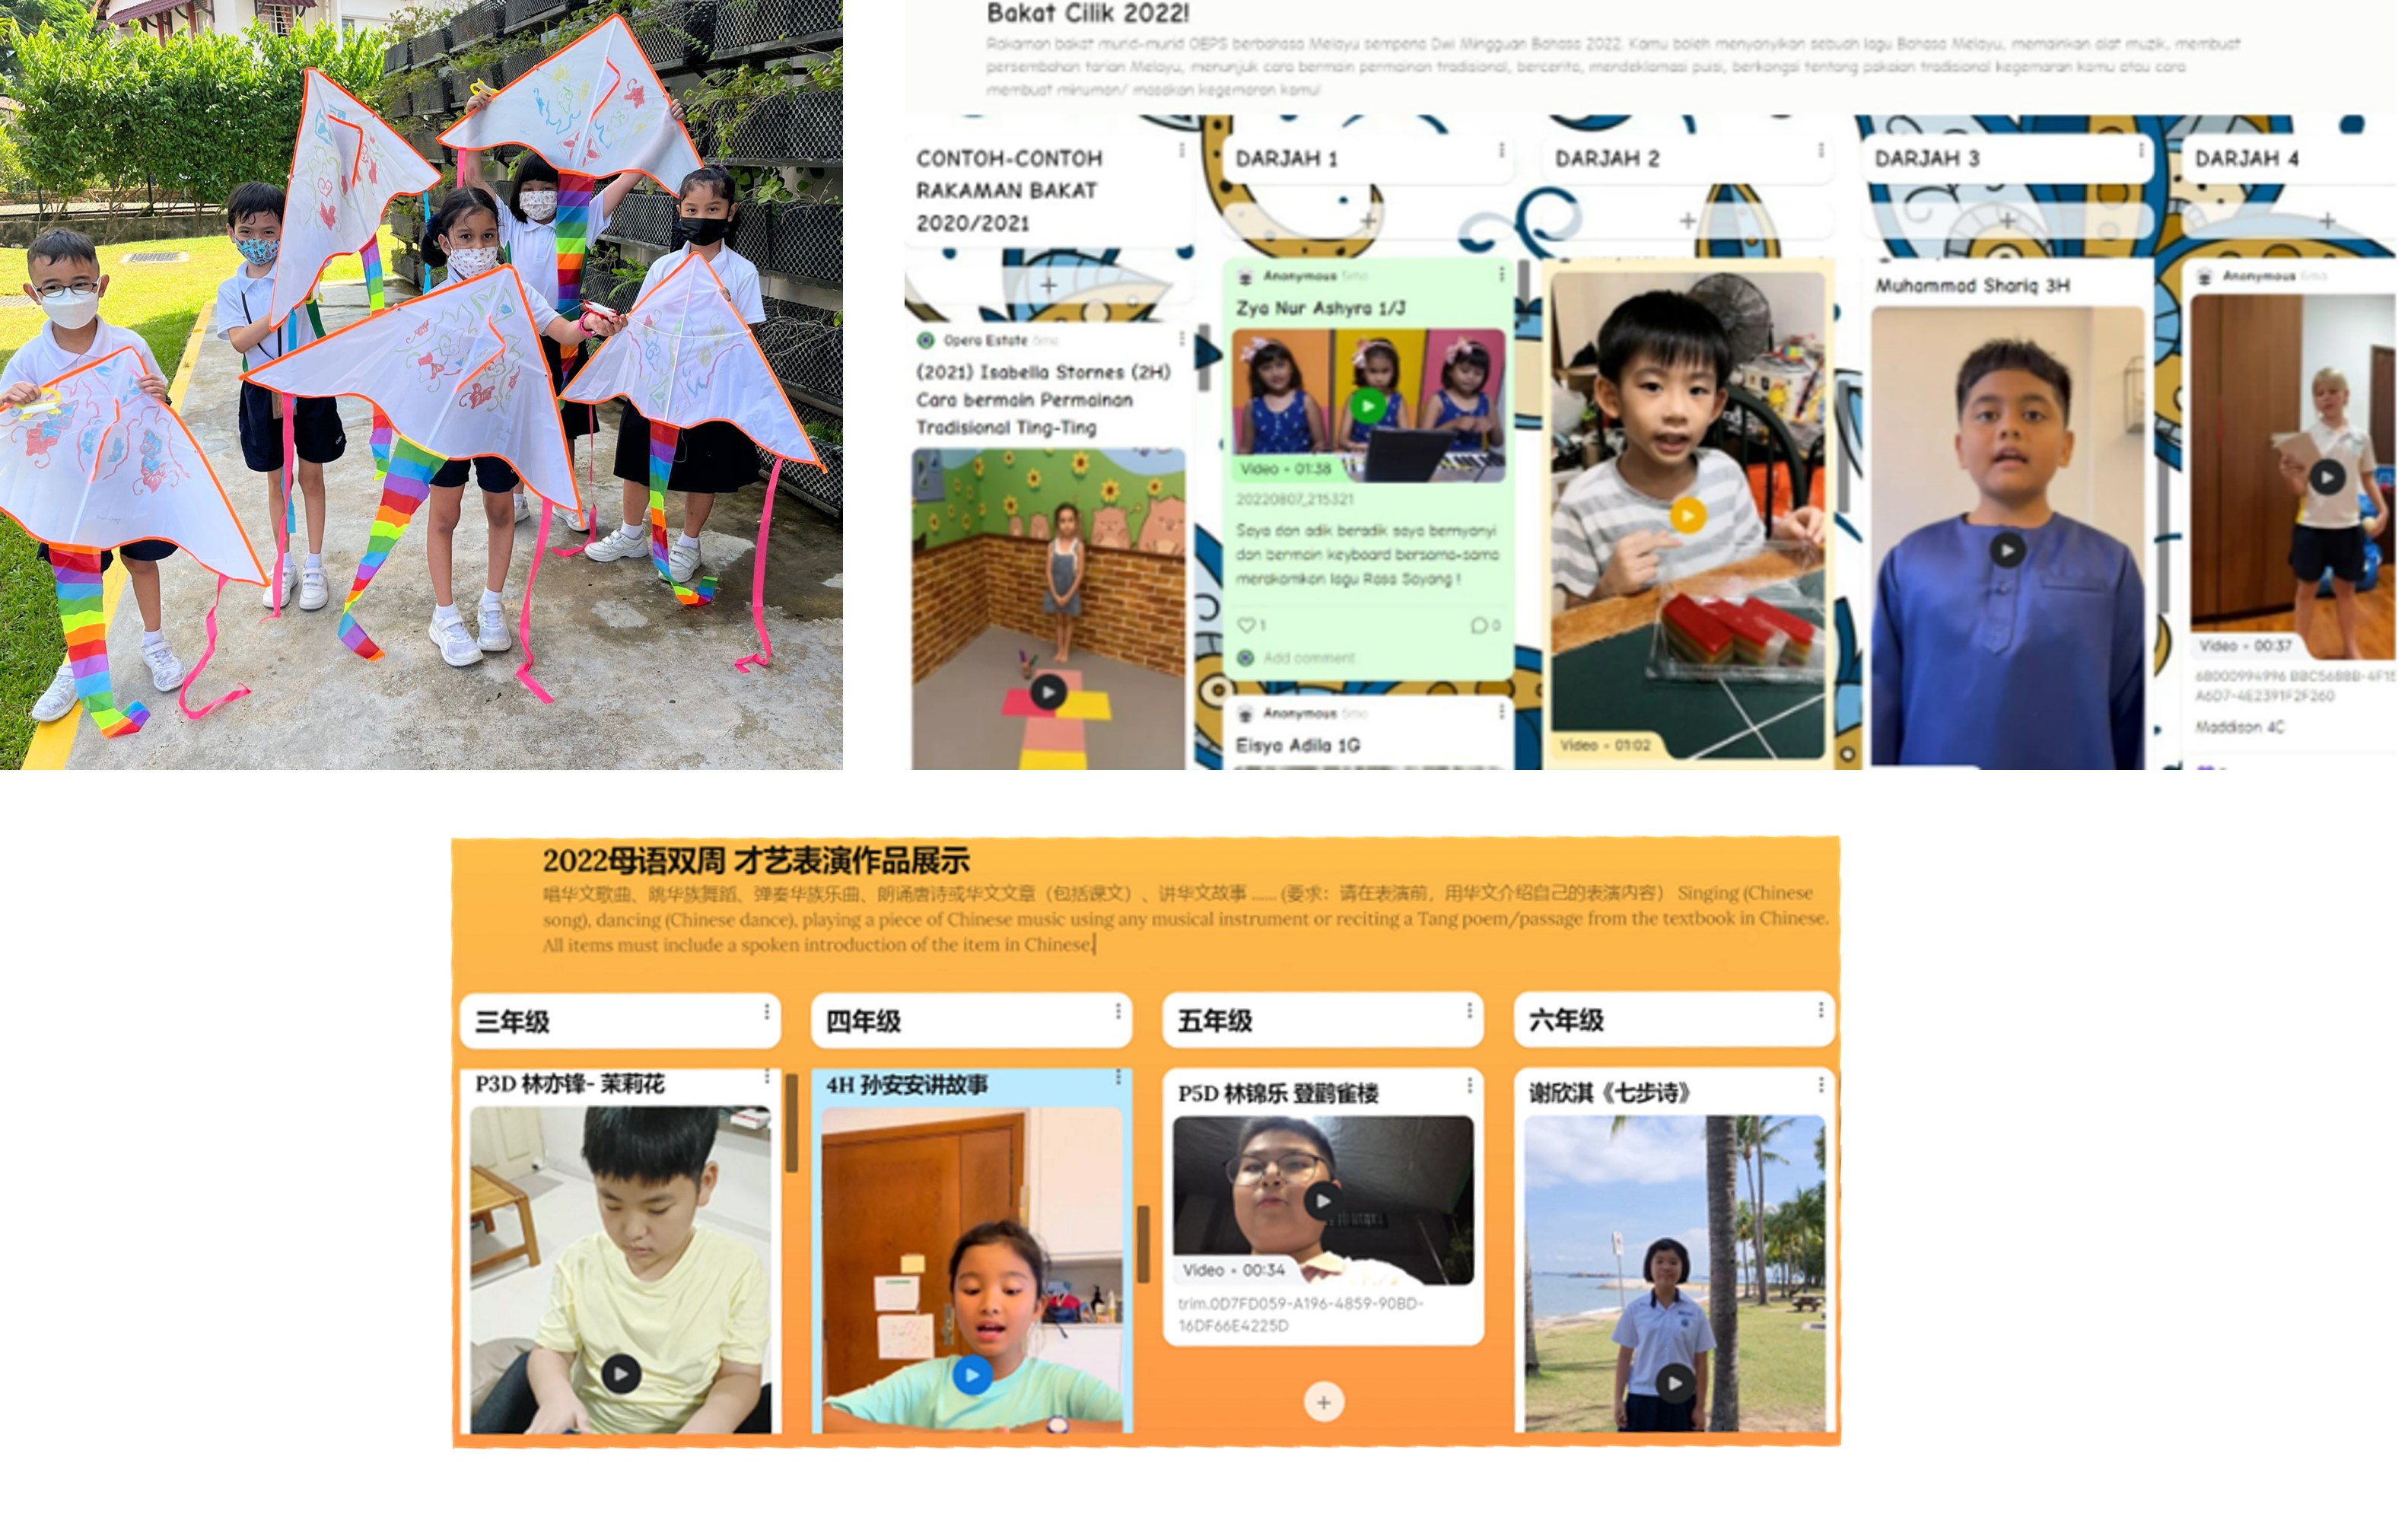 Bakat Cilik 2022!
Rakaman bakat murid-murid OEPS berbahasa Melayu sempena Dwi Mingguan Bahasa 2022. Kamu boleh menyanyikan sebuah lagu Bahasa Melayu, memainkan alat muzik, membuat
persembahan tarian Melayu, menunjuk cara bermain permainan tradisional, bercerita, mendeklamasi puisi, berkongsi tentang pakaian tradisional kegemaran kamu atau cara
membuat minuman/ masakan kegemaran kamu!
CONTOH-CONTOH
RAKAMAN BAKAT
2020/2021
Opera Estate 6mo
(2021) Isabella Stornes (2H)
Cara bermain Permainan
Tradisional Ting-Ting
DARJAH 1
Anonymous 6mo
Zya Nur Ashyra 1/J
Video • 01:38
20220807_215321
Saya dan adik beradik saya bernyanyi
dan bermain keyboard bersama-sama
merakamkan lagu Rasa Sayang !
1
0
Add comment
Anonymous 6mo
Eisya Adila 1G
DARJAH 2
Video • 01:02
DARJAH 3
Muhammad Shariq 3H
DARJAH 4
Anonymous 6mo
Video • 00:37
Maddison 4C
2022母语双周 才艺表演作品展示
唱华文歌曲、跳华族舞蹈、弹奏华族乐曲、朗诵唐诗或华文文章（包括课文）、讲华文故事 ...... (要求：请在表演前，用华文介绍自己的表演内容） Singing (Chinese
song), dancing (Chinese dance), playing a piece of Chinese music using any musical instrument or reciting a Tang poem/passage from the textbook in Chinese.
All items must include a spoken introduction of the item in Chinese.
三年级
P3D 林亦锋- 茉莉花
四年级
4H 孙安安讲故事
五年级
P5D 林锦乐 登鹳雀楼
Video • 00:34
trim.0D7FD059-A196-4859-90BD-
16DF66E4225D
六年级
谢欣淇《七步诗》